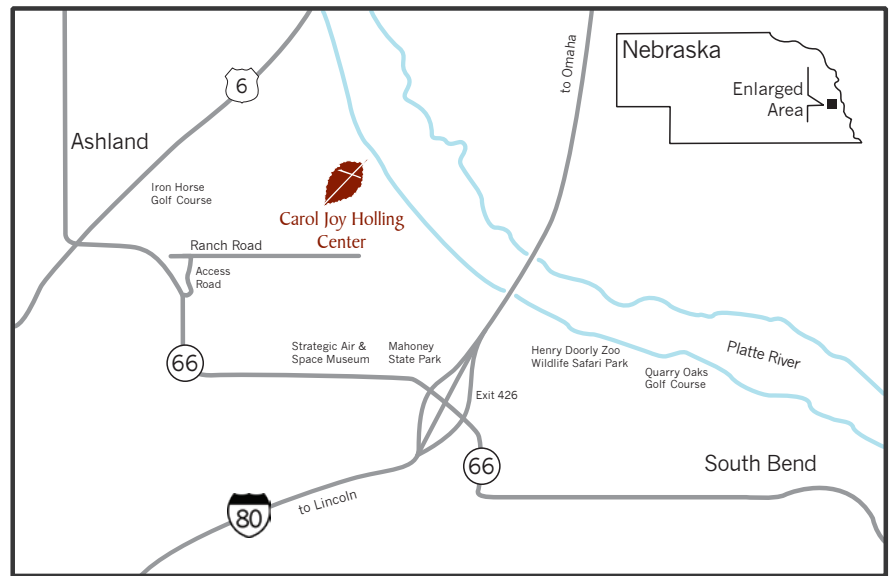 to Omaha
Nebraska
Enlarged
Area
6
Ashland
Iron Horse
Golf Course
Carol Joy Holling
Center
Ranch Road
Access
Road
66
Strategic Air &
Space Museum
Mahoney
State Park
Henry Doorly Zoo
Wildlife Safari Park
Quarry Oaks
Golf Course
Platte River
Exit 426
66
South Bend
80
to Lincoln